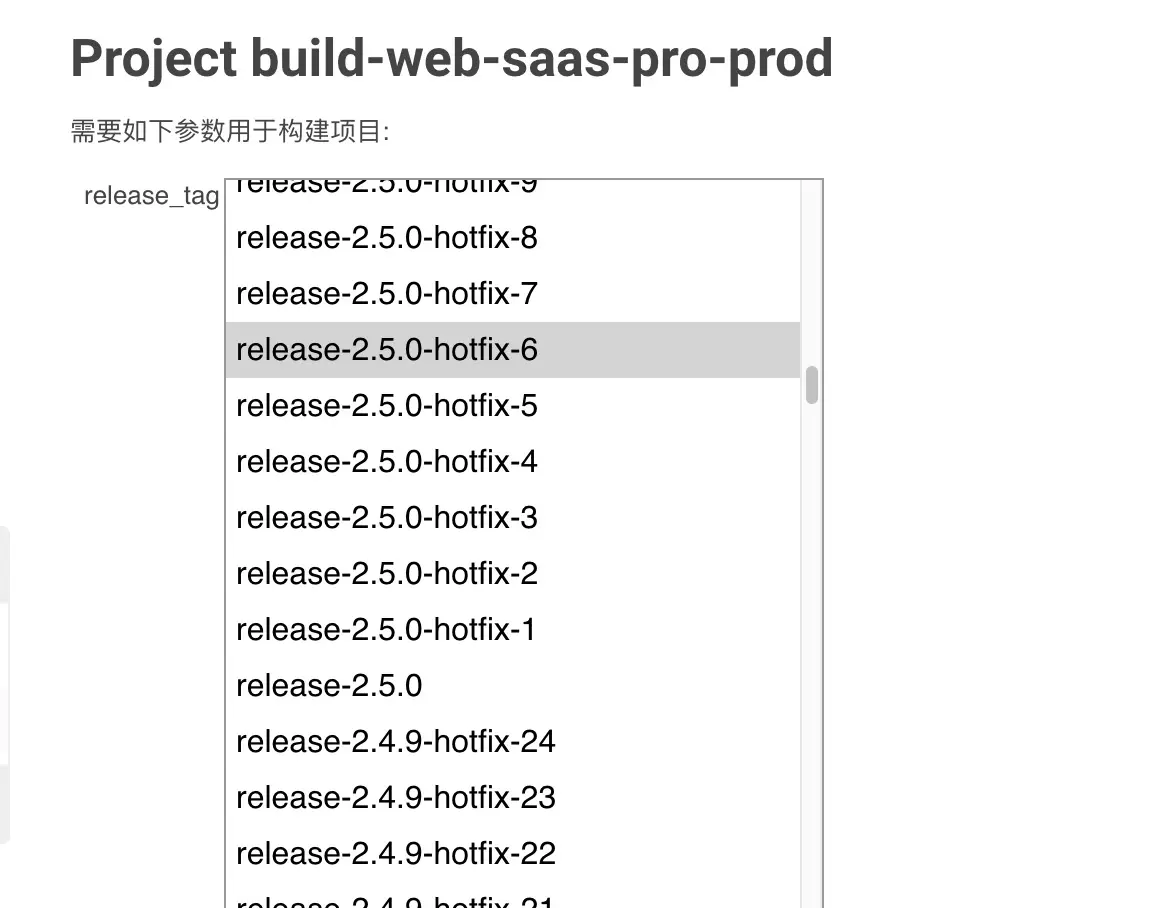 Project build-web-saas-pro-prod
需要如下参数用于构建项目:
release_tag
release-2.5.0-hotfix-9
release-2.5.0-hotfix-8
release-2.5.0-hotfix-7
release-2.5.0-hotfix-6
release-2.5.0-hotfix-5
release-2.5.0-hotfix-4
release-2.5.0-hotfix-3
release-2.5.0-hotfix-2
release-2.5.0-hotfix-1
release-2.5.0
release-2.4.9-hotfix-24
release-2.4.9-hotfix-23
release-2.4.9-hotfix-22
release-2.4.9-hotfix-21